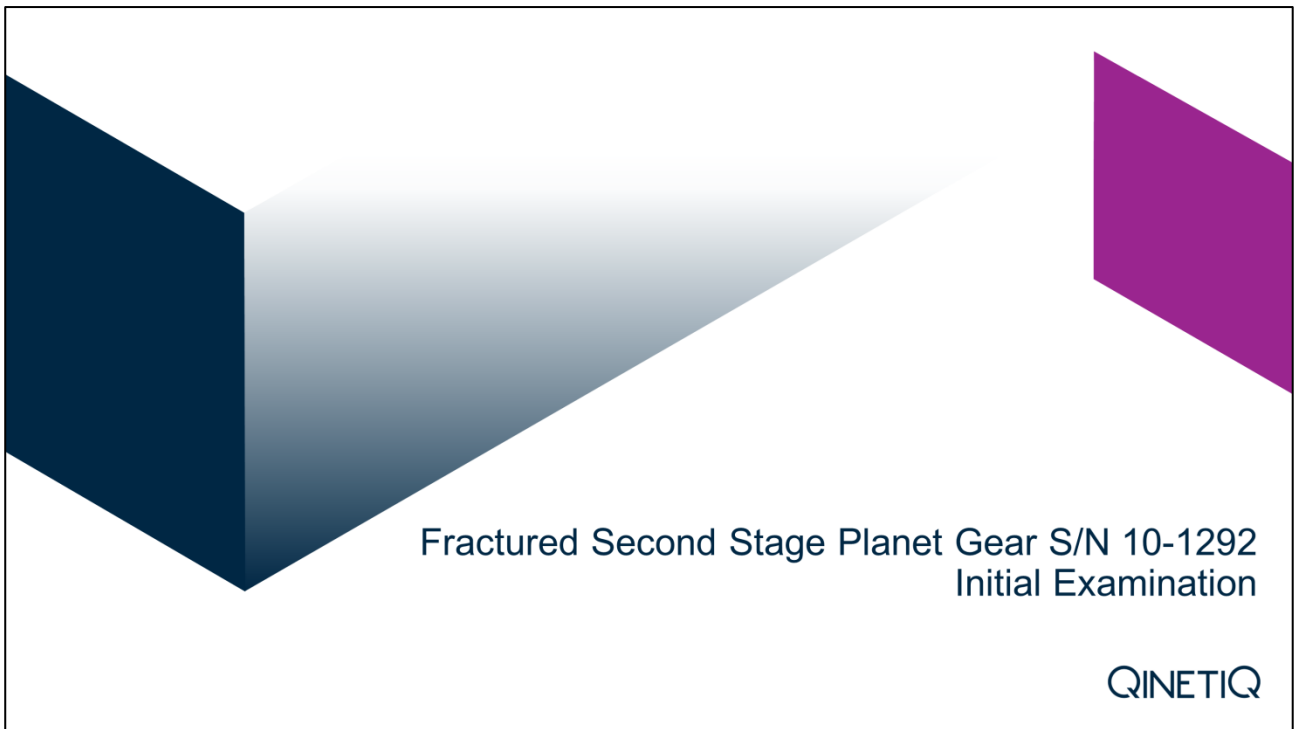 Fractured Second Stage Planet Gear S/N 10-1292
Initial Examination
QINETIQ